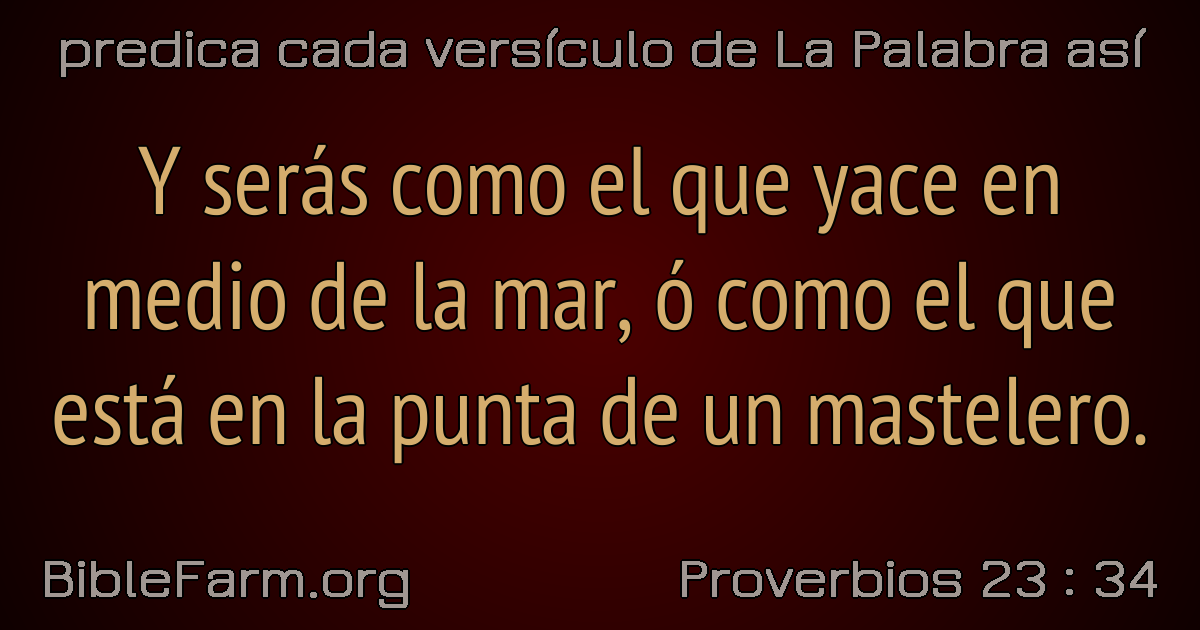 predica cada versículo de La Palabra así
Y serás como el que yace en
medio de la mar, ó como el que
está en la punta de un mastelero.
BibleFarm.org
Proverbios 23 : 34